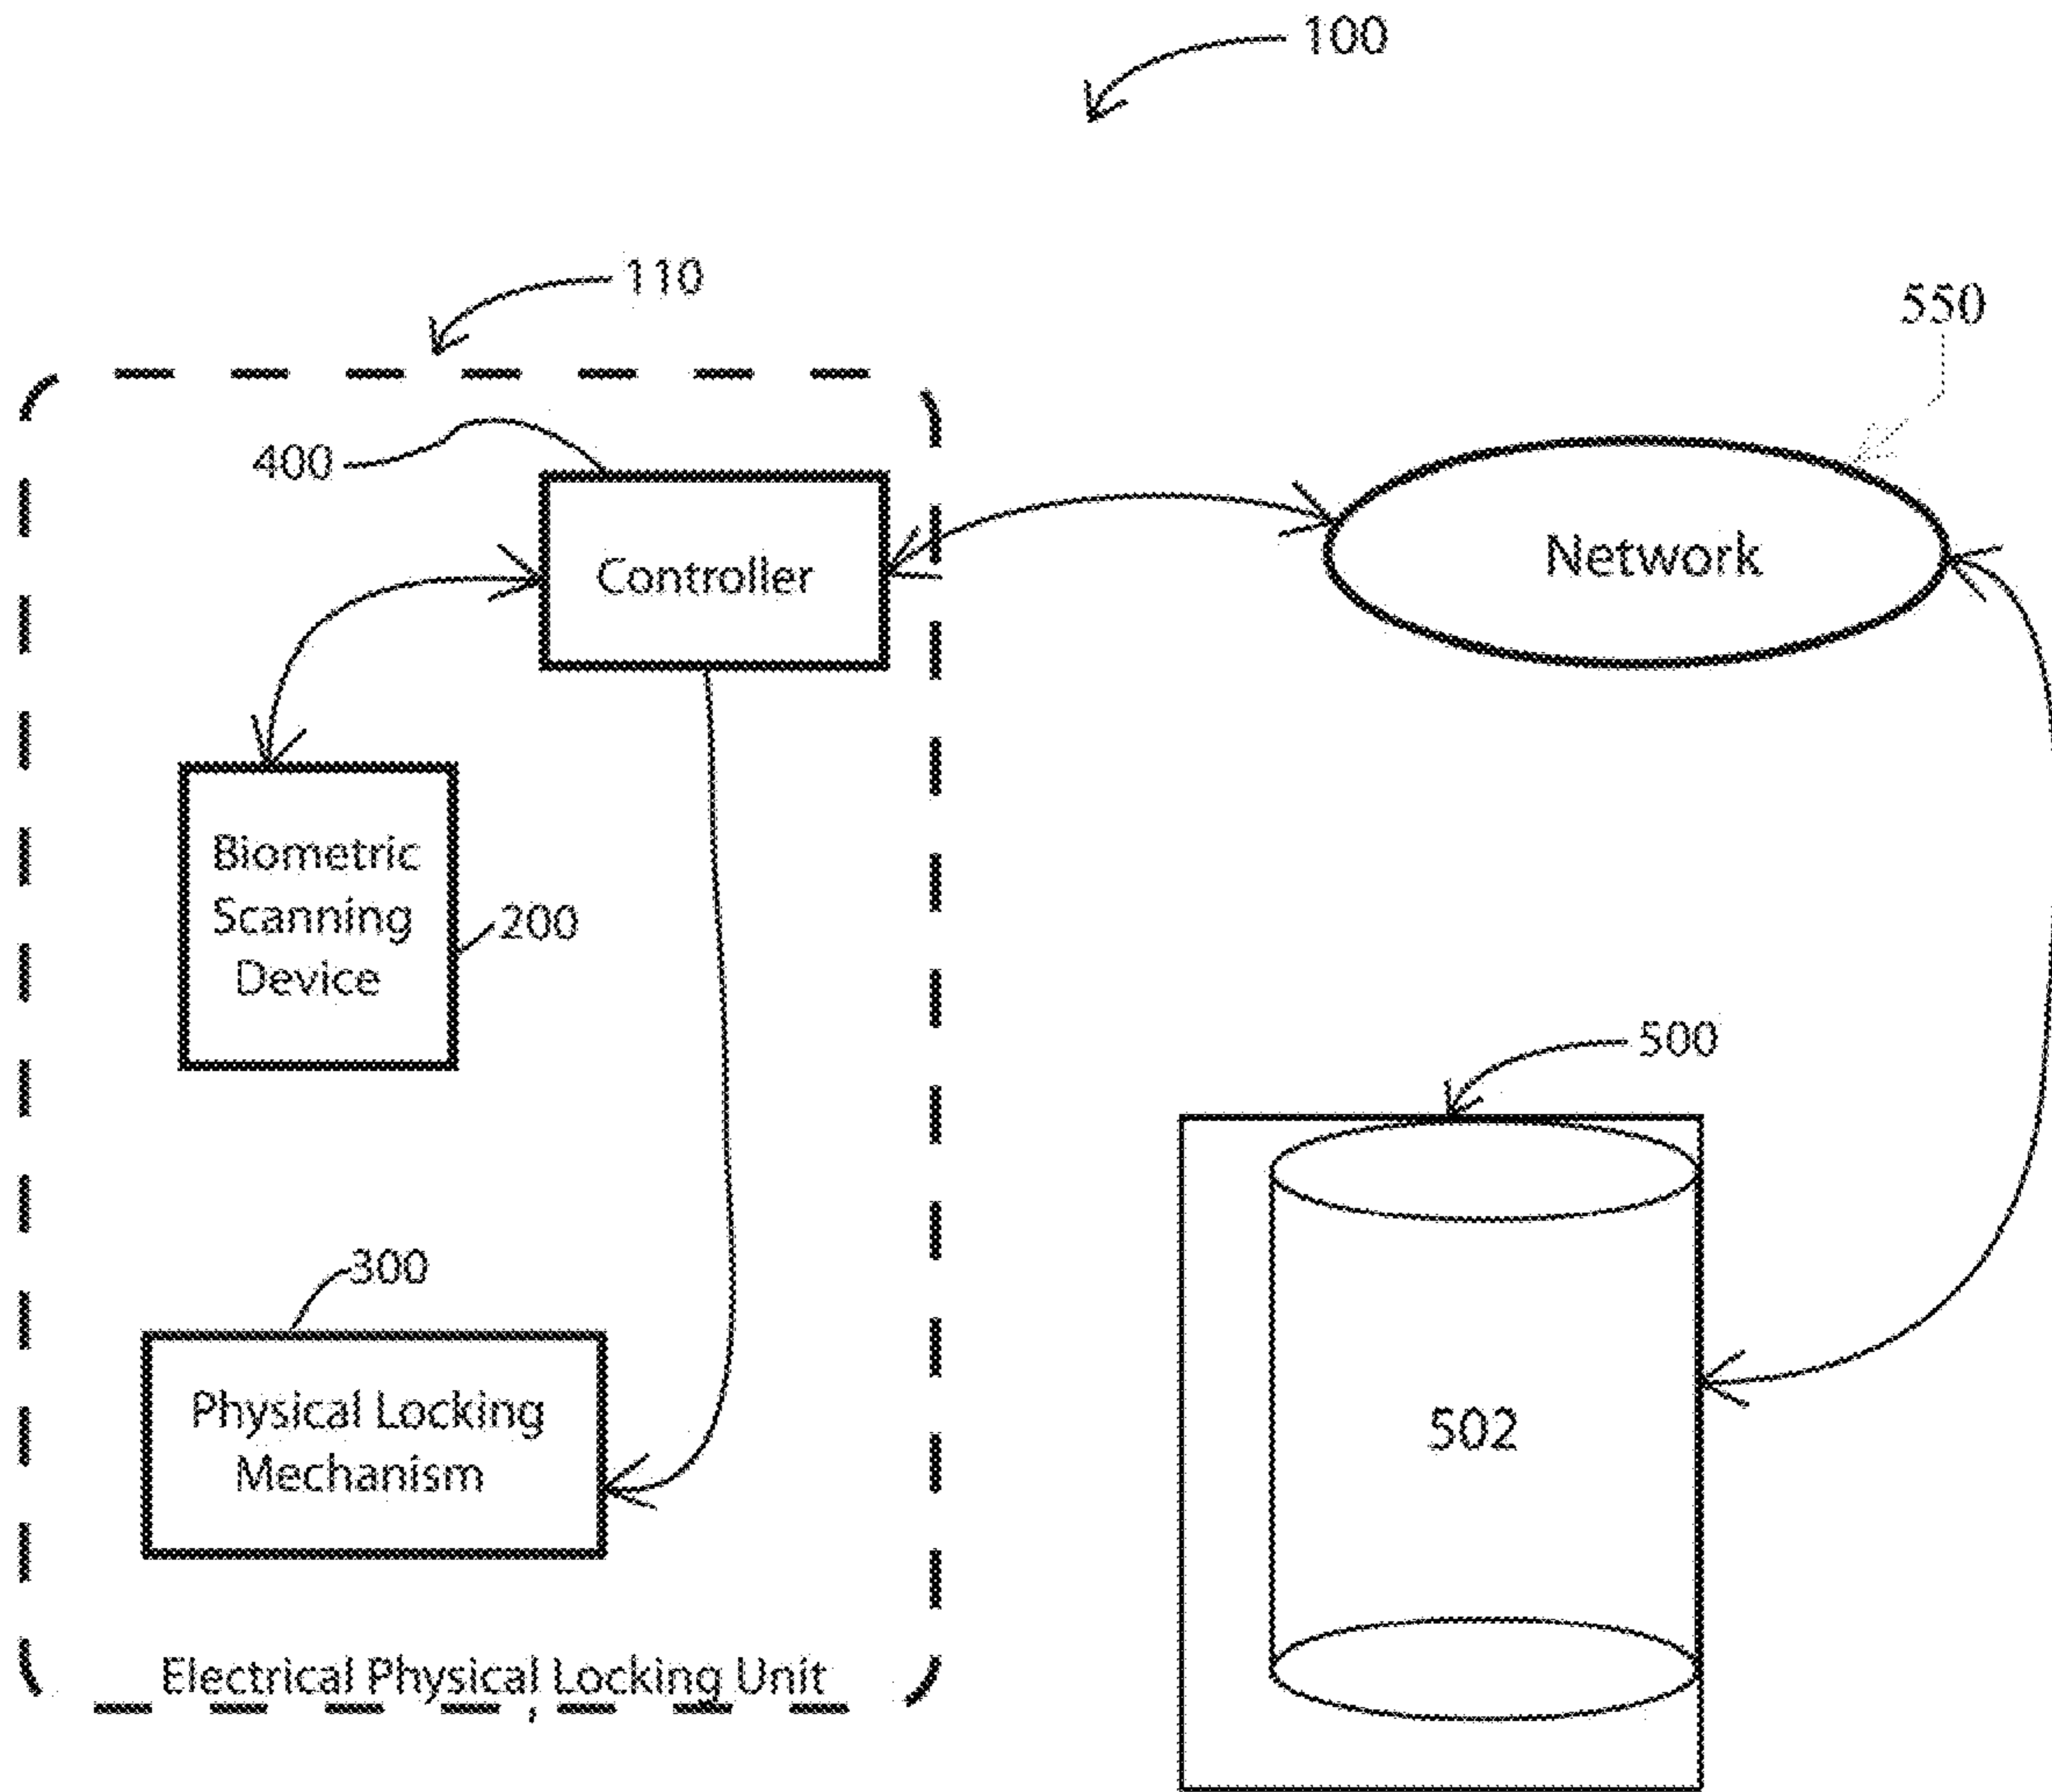 100
110
550
400
Controller
Network
Biometric
Scanning
Device
200
500
300
Physical Locking
Mechanism
502
Electrical Physical Locking Unit